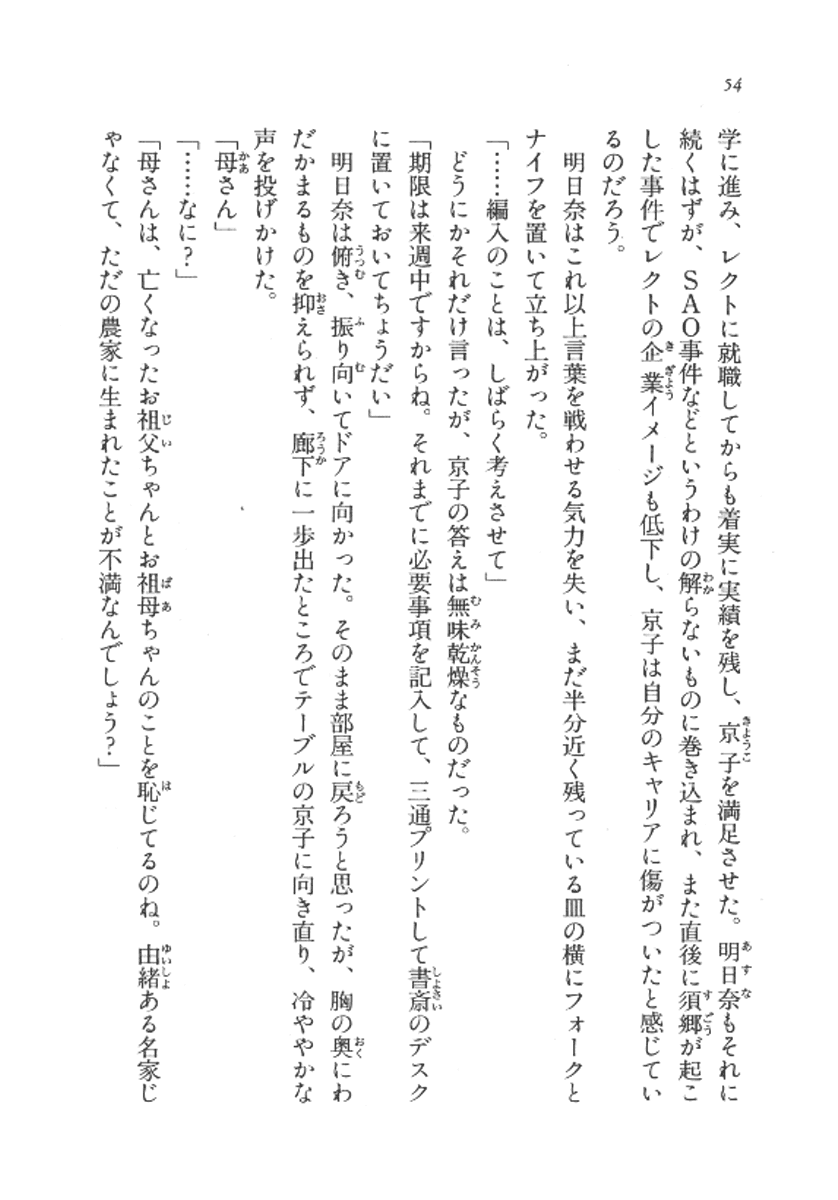 54
学に進み、レクトに就職してからも着実に実績を残し、京子を満足させた。明日奈もそれに
続くはずが、SAO事件などというわけの解らないものに巻き込まれ、また直後に須郷が起こ
した事件でレクトの企業イメージも低下し、京子は自分のキャリアに傷がついたと感じてい
るのだろう。
明日奈はこれ以上言葉を戦わせる気力を失い、まだ半分近く残っている皿の横にフォークと
ナイフを置いて立ち上がった。
「……編入のことは、しばらく考えさせて」
どうにかそれだけ言ったが、京子の答えは無味乾燥なものだった。
「期限は来週中ですからね。それまでに必要事項を記入して、三通プリントして書斎のデスク
に置いておいてちょうだい」
明日奈は俯き、振り向いてドアに向かった。そのまま部屋に戻ろうと思ったが、胸の奥にわ
だかまるものを抑えられず、廊下に一歩出たところでテーブルの京子に向き直り、冷ややかな
声を投げかけた。
「母さん」
「……なに？」
「母さんは、亡くなったお祖父ちゃんとお祖母ちゃんのことを恥じてるのね。由緒ある名家じ
ゃなくて、ただの農家に生まれたことが不満なんでしょう？」